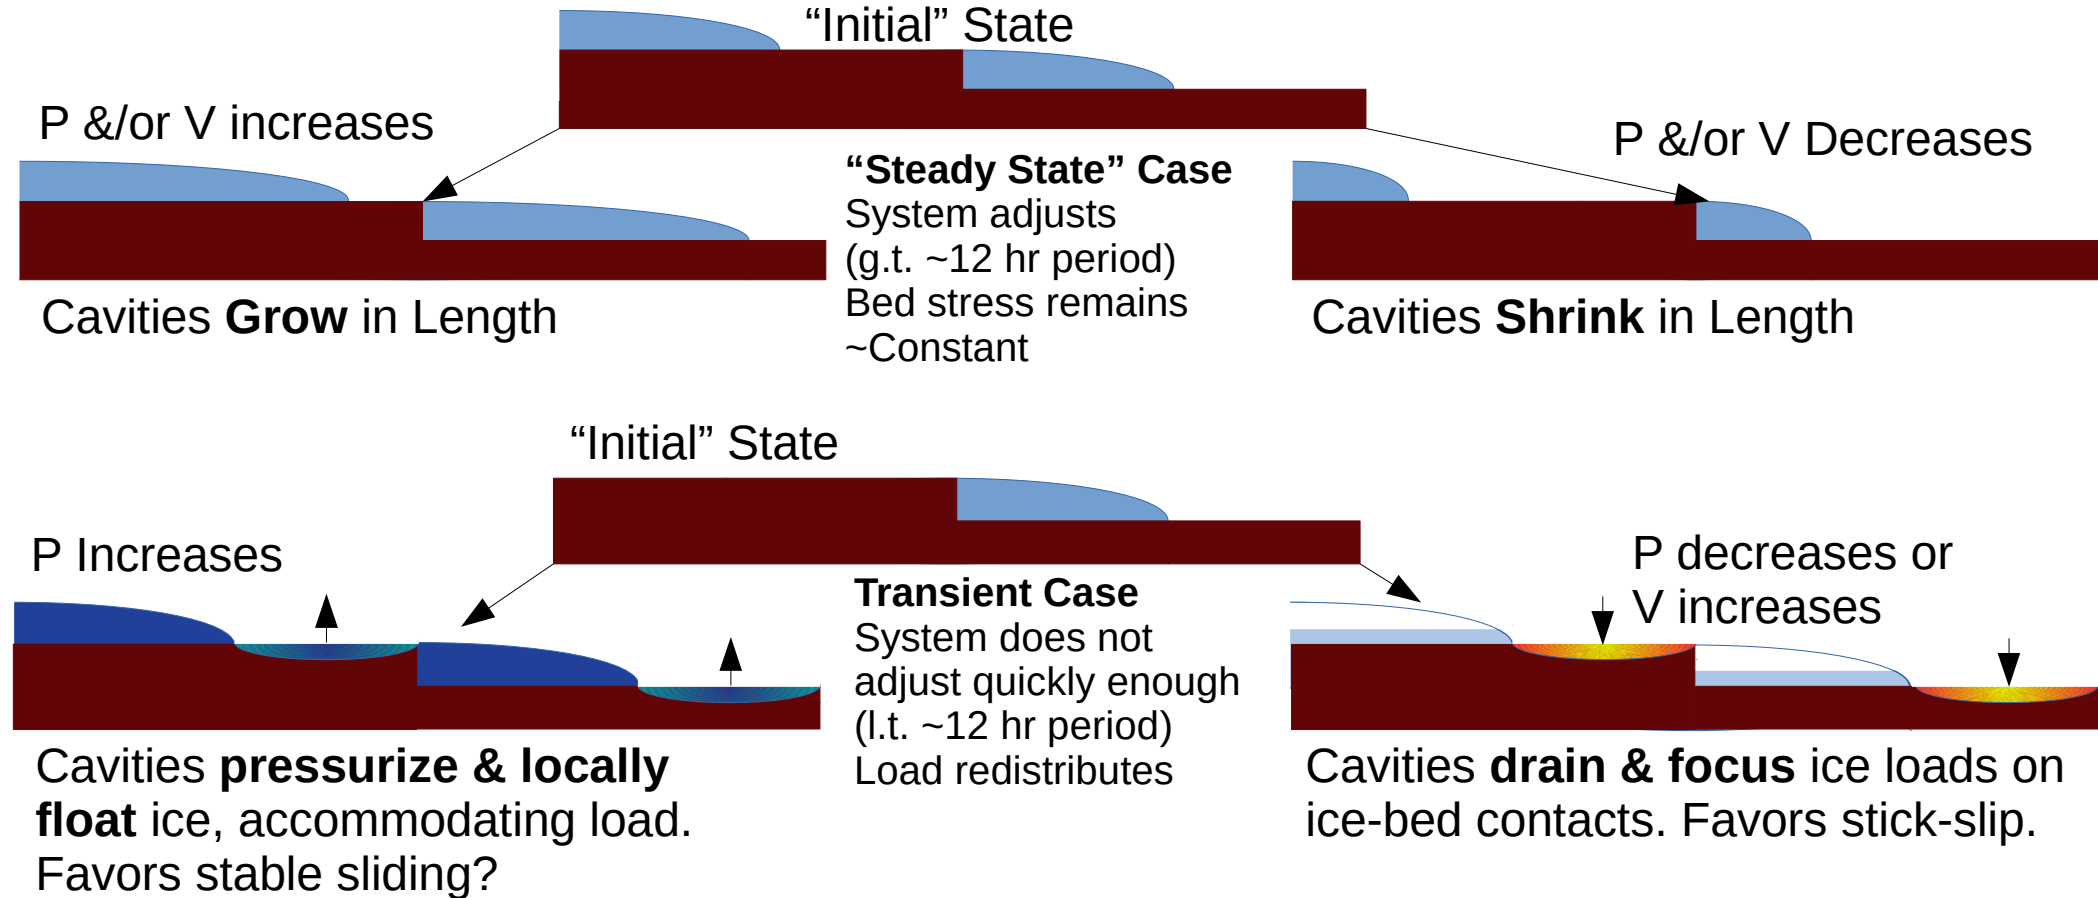 “Initial” State
P &/or V increases
P &/or V Decreases
“Steady State” Case
System adjusts
(g.t. ~12 hr period)
Bed stress remains
~Constant
Cavities Grow in Length
Cavities Shrink in Length
“Initial” State
P Increases
P decreases or
V increases
Transient Case
System does not
adjust quickly enough
(l.t. ~12 hr period)
Load redistributes
Cavities pressurize & locally
float ice, accommodating load.
Favors stable sliding?
Cavities drain & focus ice loads on
ice-bed contacts. Favors stick-slip.